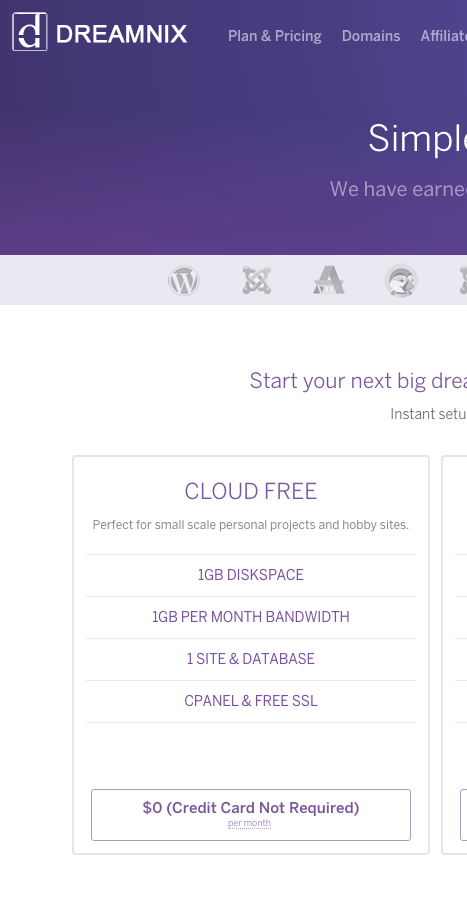 DREAMNIX
Plan & Pricing Domains Affiliate
Simple
We have earne
Start your next big drea
Instant setu
CLOUD FREE
Perfect for small scale personal projects and hobby sites.
1GB DISKSPACE
1GB PER MONTH BANDWIDTH
1 SITE & DATABASE
CPANEL & FREE SSL
$0 (Credit Card Not Required)
per month